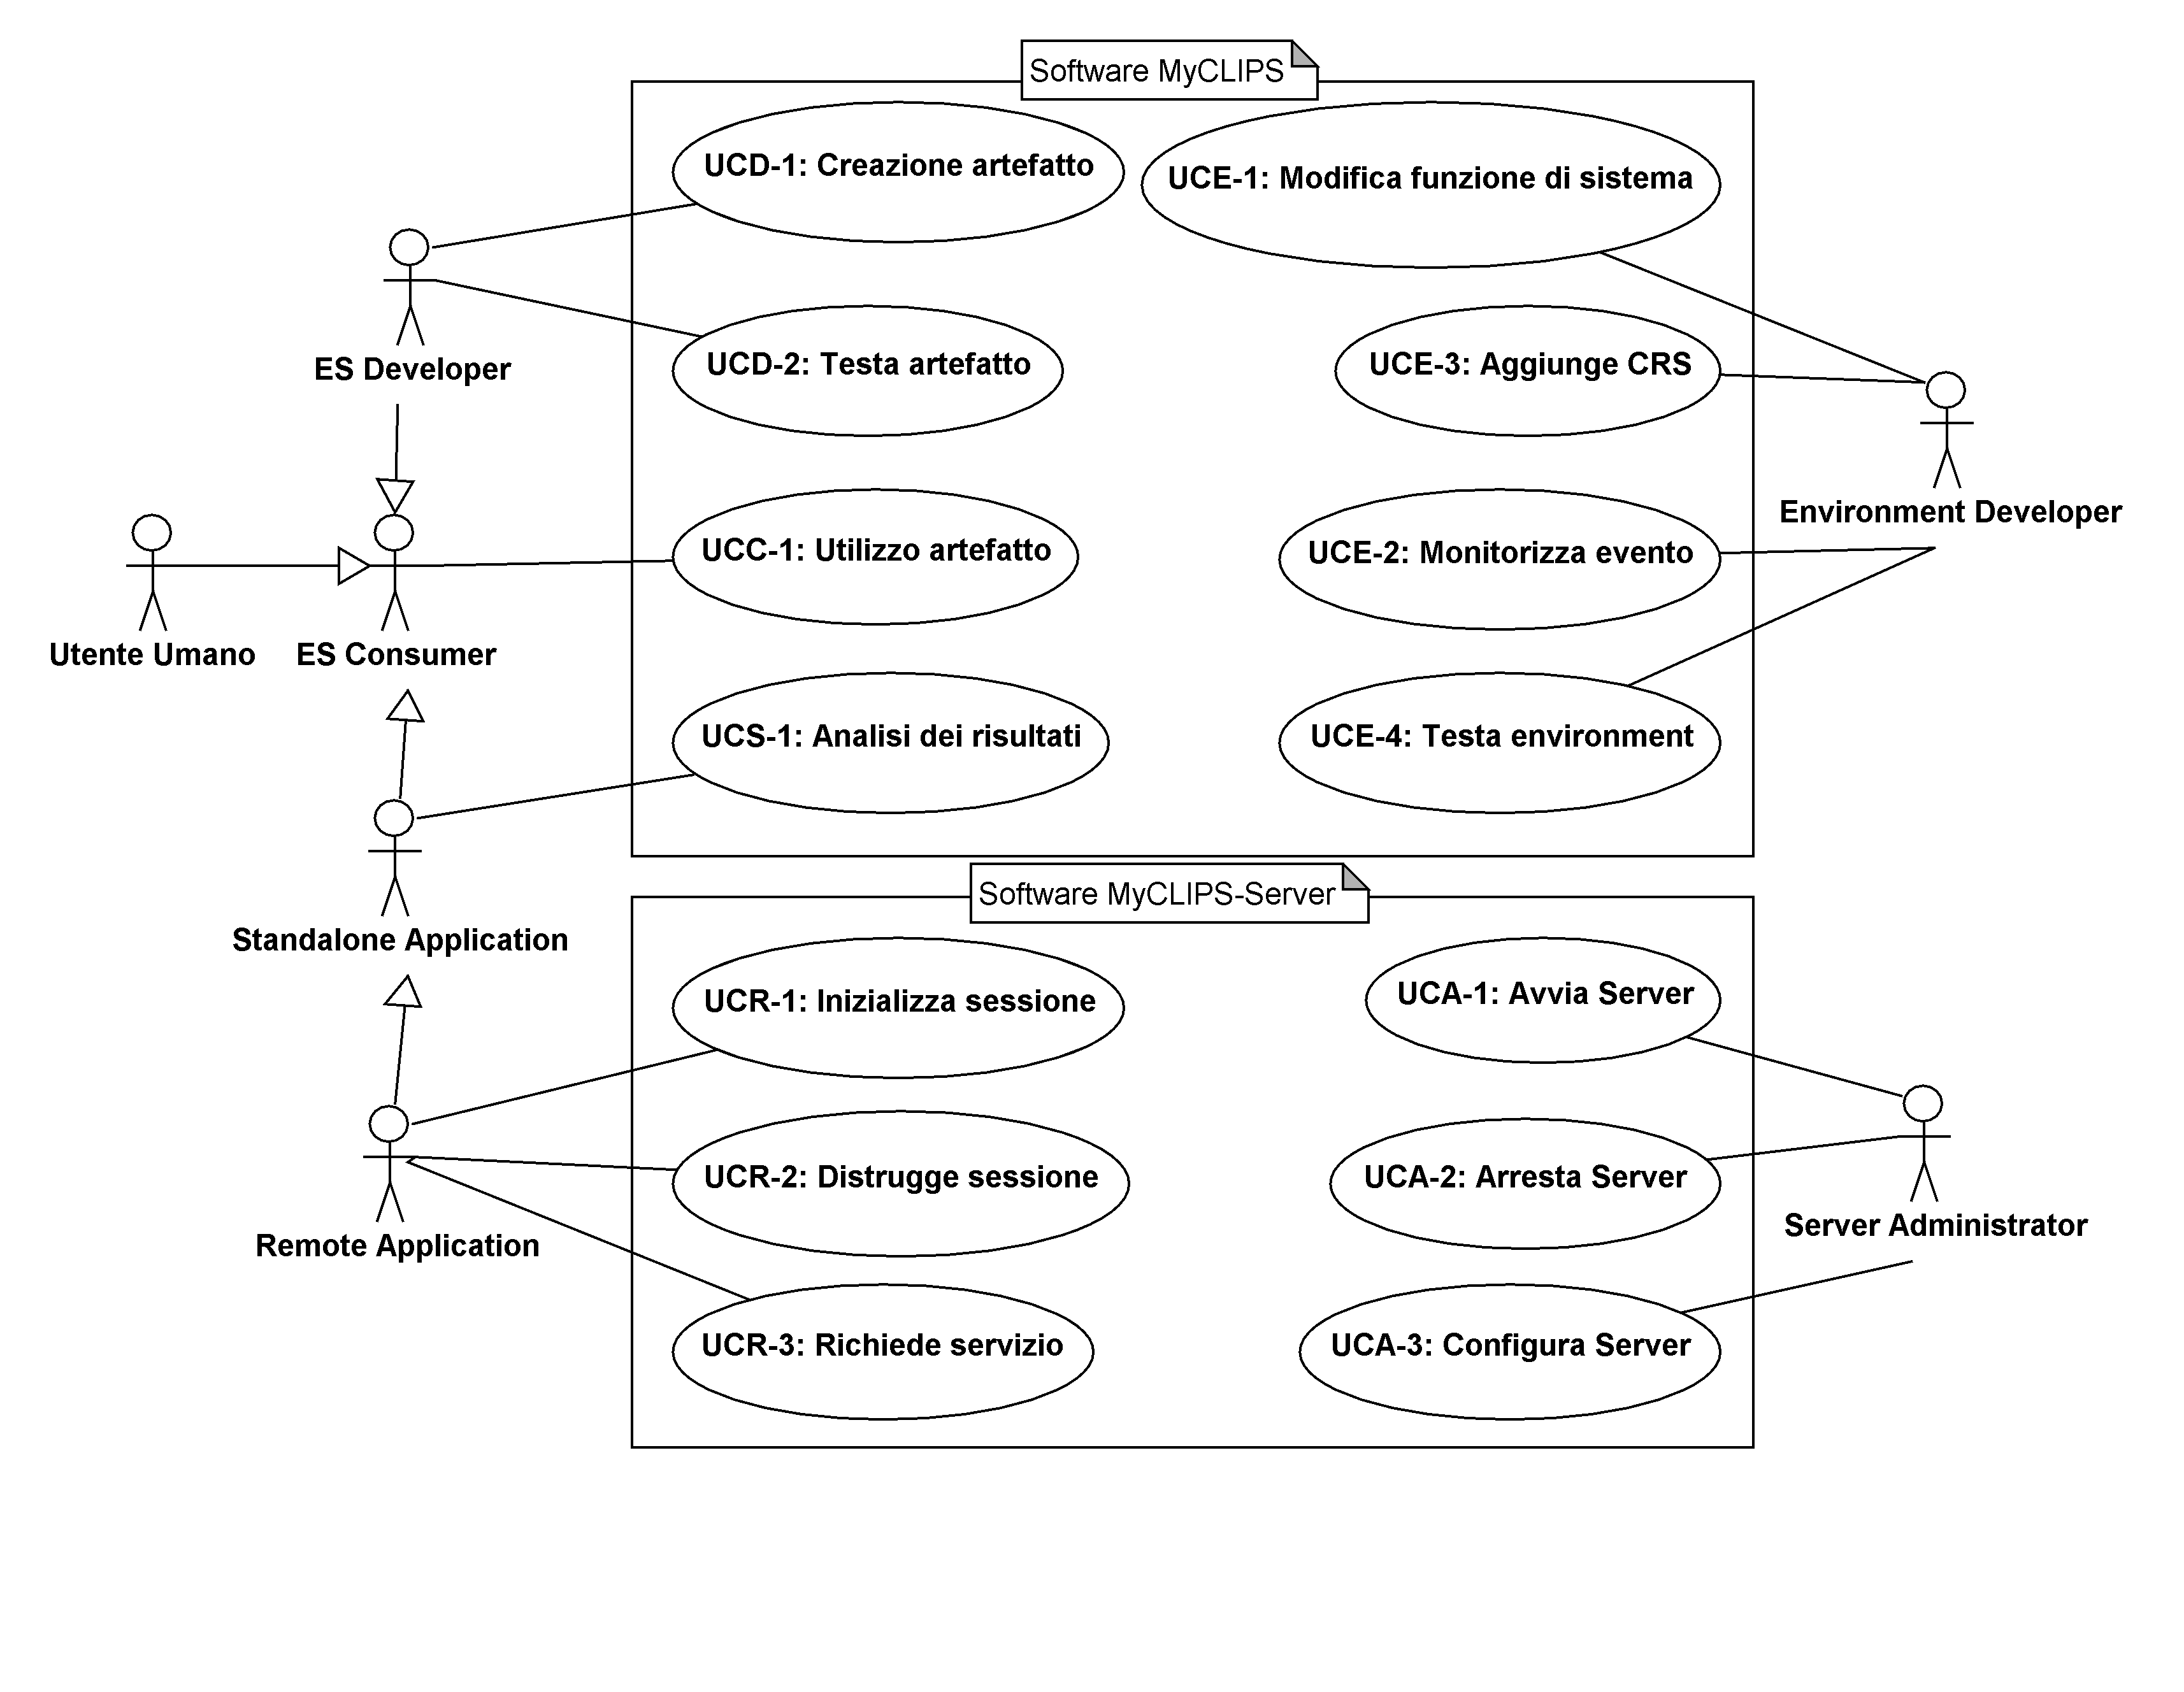 Software MyCLIPS
UCD-1: Creazione artefatto
UCE-1: Modifica funzione di sistema
ES Developer
UCD-2: Testa artefatto
UCE-3: Aggiunge CRS
Environment Developer
UCC-1: Utilizzo artefatto
UCE-2: Monitorizza evento
Utente Umano
ES Consumer
UCS-1: Analisi dei risultati
UCE-4: Testa environment
Software MyCLIPS-Server
Standalone Application
UCR-1: Inizializza sessione
UCA-1: Avvia Server
UCR-2: Distrugge sessione
UCA-2: Arresta Server
Remote Application
Server Administrator
UCR-3: Richiede servizio
UCA-3: Configura Server